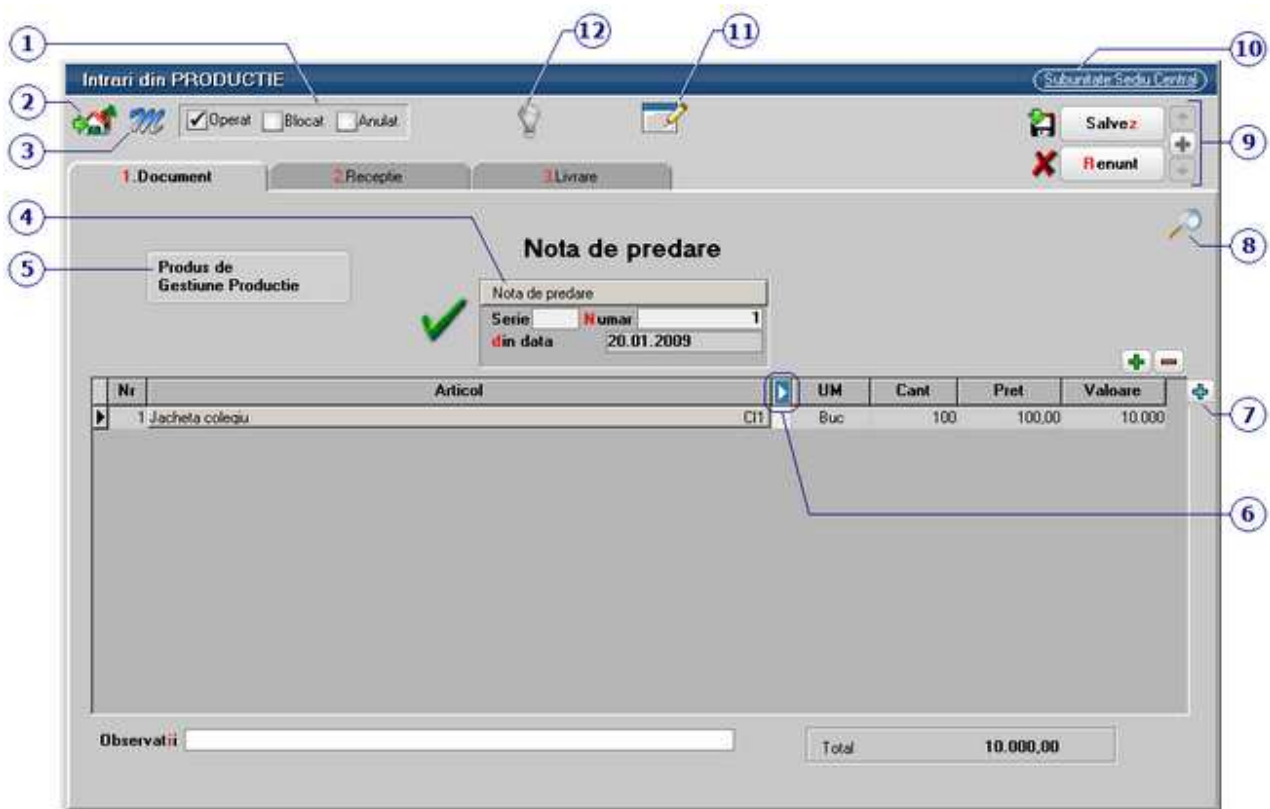 1 12 11 10
Intrari din PRODUCTIE Subunitate Sediu Central
2 Operat Blocat Anulat Salvez 9
3 Renunt
1.Document 2.Receptie 3.Livrare
4 8
5 Produs de
Gestiune Productie
Nota de predare
Nota de predare
Serie Numar 1
din data 20.01.2009
Nr Articol UM Cant Pret Valoare
1 Jacheta colegiu CI1 Buc 100 100,00 10.000
7
6
Observatii Total 10.000,00